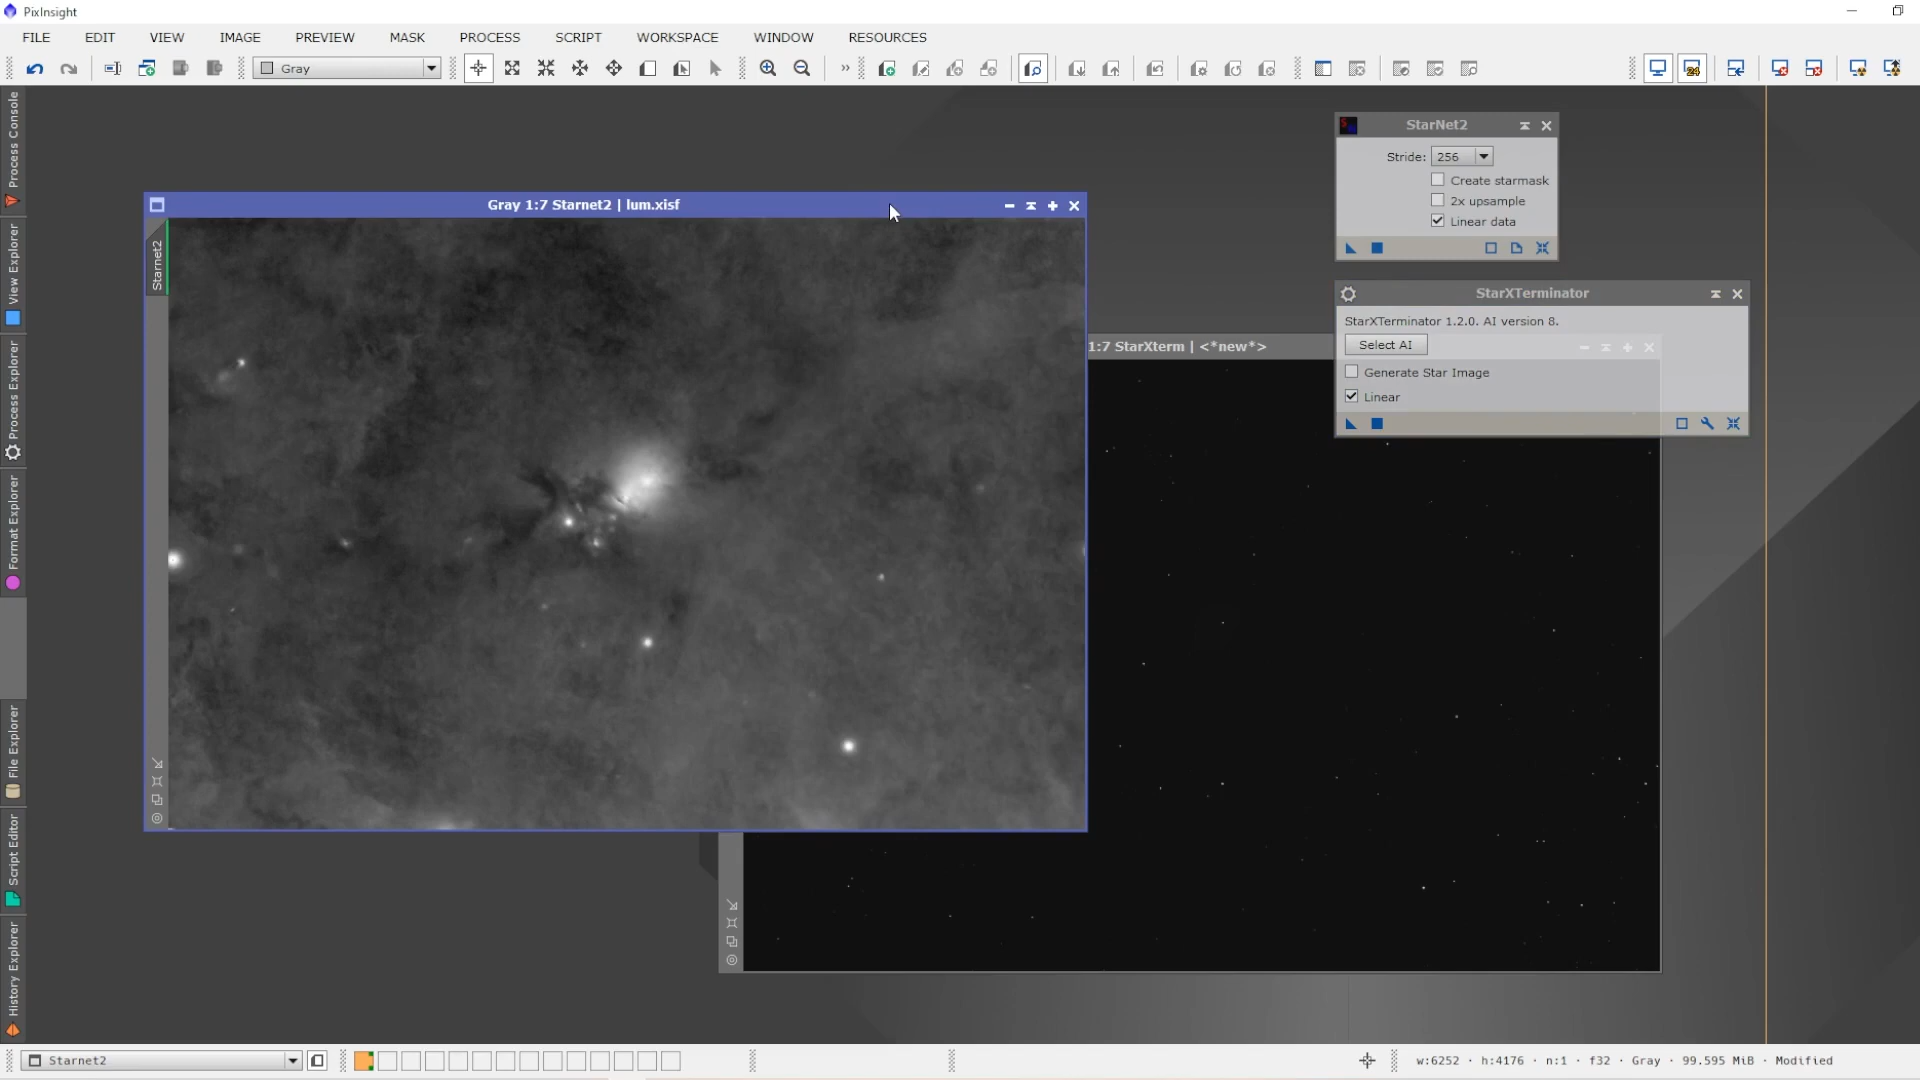 PixInsight
FILE EDIT VIEW IMAGE PREVIEW MASK PROCESS SCRIPT WORKSPACE WINDOW RESOURCES
Gray
»
24
Process Console
View Explorer
Process Explorer
Format Explorer
File Explorer
Script Editor
History Explorer
Gray 1:7 Starnet2 | lum.xisf
Starnet2
1:7 StarXterm | <*new*>
StarNet2
Stride: 256
Create starmask
2x upsample
Linear data
StarXTerminator
StarXTerminator 1.2.0. AI version 8.
Select AI
Generate Star Image
Linear
Starnet2
w:6252 · h:4176 · n:1 · f32 · Gray · 99.595 MiB · Modified